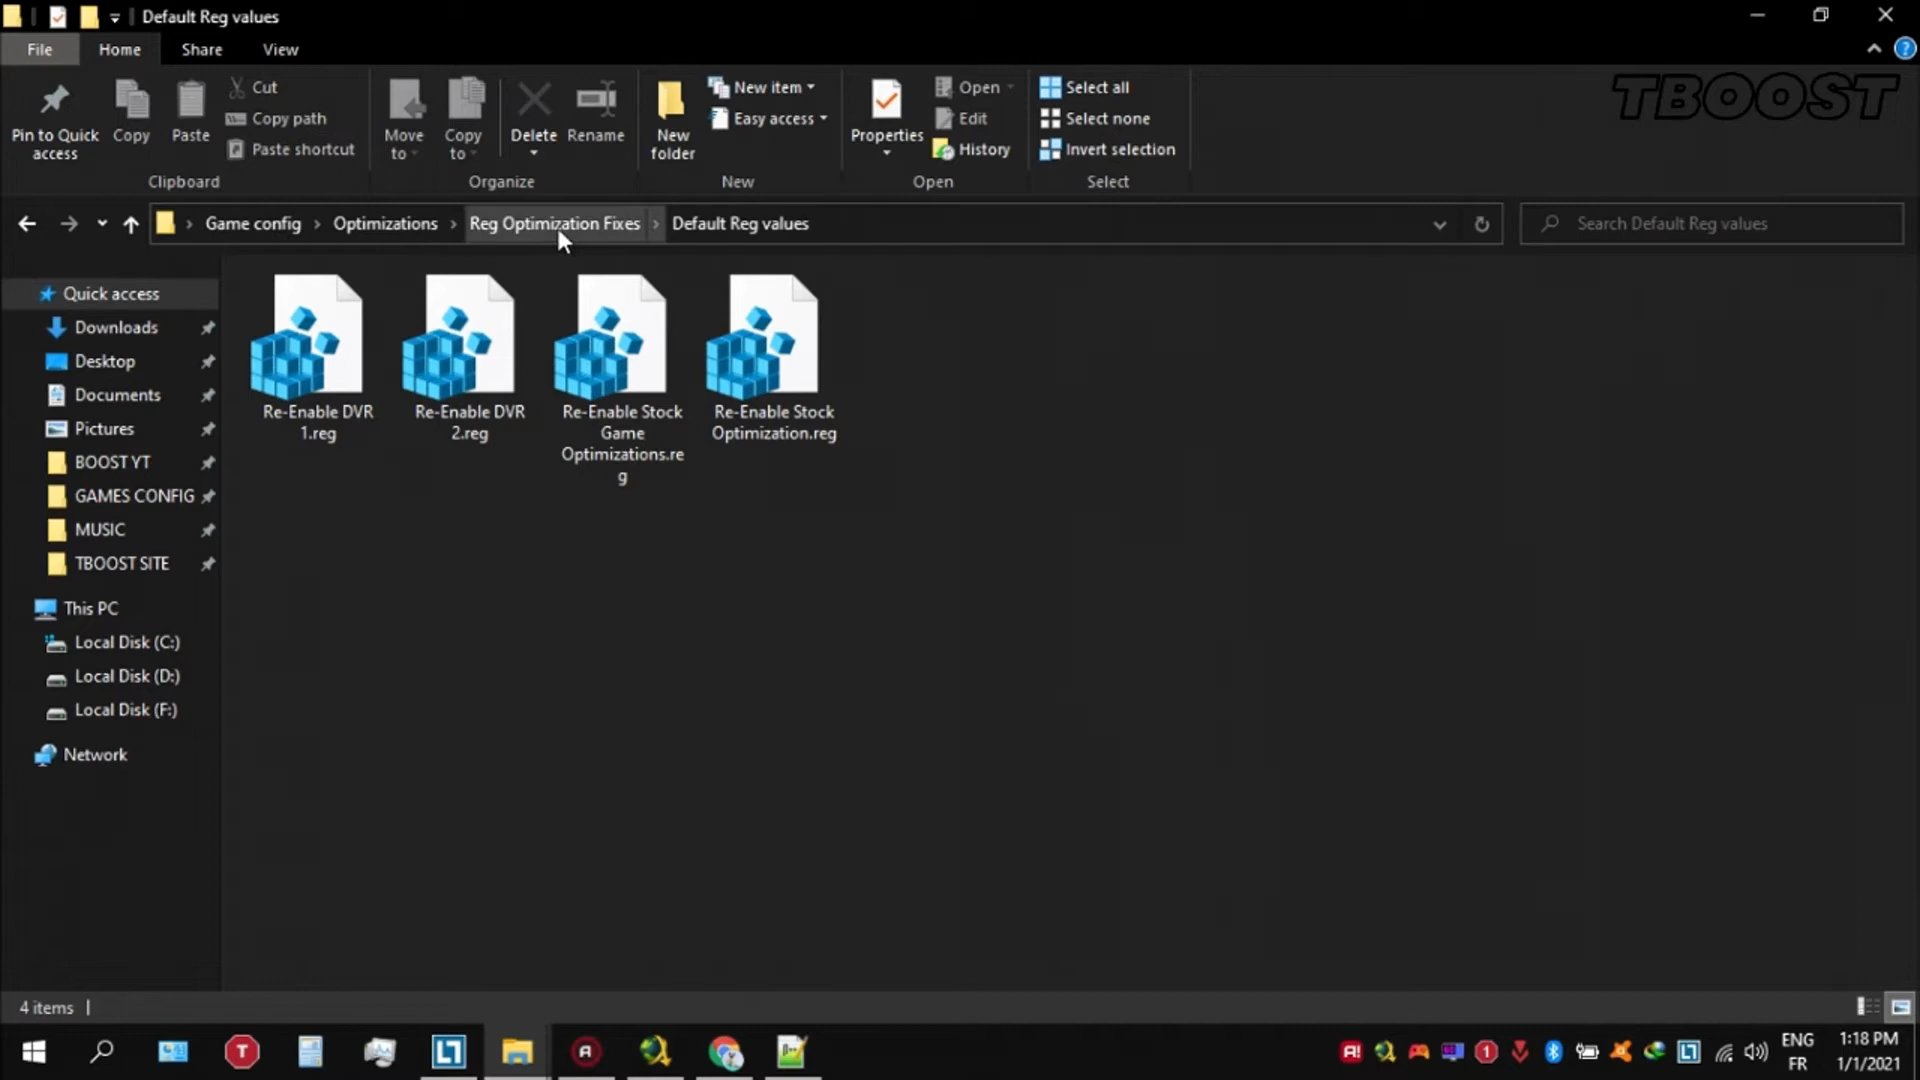 Default Reg values
File
Home
Share
View
TBOOST
Pin to Quick
access
Copy
Paste
Cut
Copy path
Paste shortcut
Move
to
Copy
to
Delete
Rename
New
folder
New item
Easy access
Properties
Open
Edit
History
Select all
Select none
Invert selection
Clipboard
Organize
New
Open
Select
Game config
Optimizations
Reg Optimization Fixes
Default Reg values
Search Default Reg values
Quick access
Downloads
Desktop
Documents
Pictures
BOOST YT
GAMES CONFIG
MUSIC
TBOOST SITE
This PC
Local Disk (C:)
Local Disk (D:)
Local Disk (F:)
Network
Re-Enable DVR
1.reg
Re-Enable DVR
2.reg
Re-Enable Stock
Game
Optimizations.re
g
Re-Enable Stock
Optimization.reg
4 items
ENG
FR
1:18 PM
1/1/2021